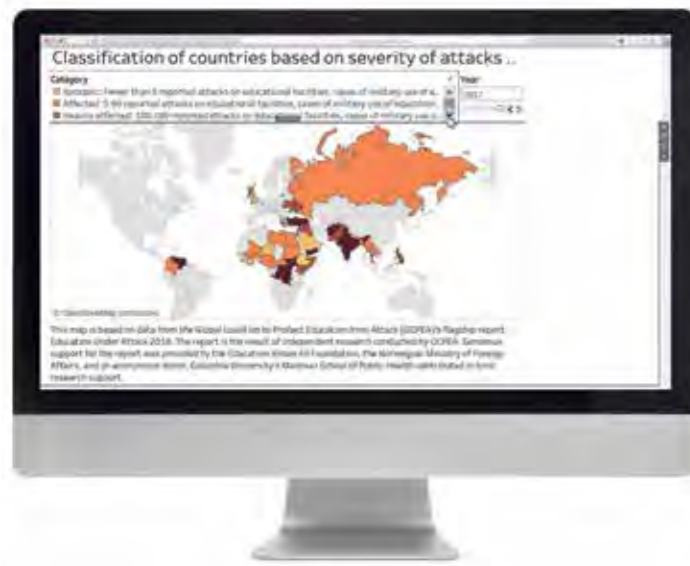 Classification of countries based on severity of attacks ..
Category
Sporadic: Fewer than 5 reported attacks on educational facilities, cases of military use of e..
Affected: 5-99 reported attacks on educational facilities, cases of military use of education..
Heavily affected: 100-199 reported attacks on educ facilities, cases of military use o..
Year
2017
© OpenStreetMap contributors
This map is based on data from the Global Coalition to Protect Education from Attack (GCPEA)'s flagship report
Education Under Attack 2018. The report is the result of independent research conducted by GCPEA. Generous
support for the report was provided by the Education Above All Foundation, the Norwegian Ministry of Foreign
Affairs, and an anonymous donor. Columbia University's Mailman School of Public Health contributed in kind
research support.